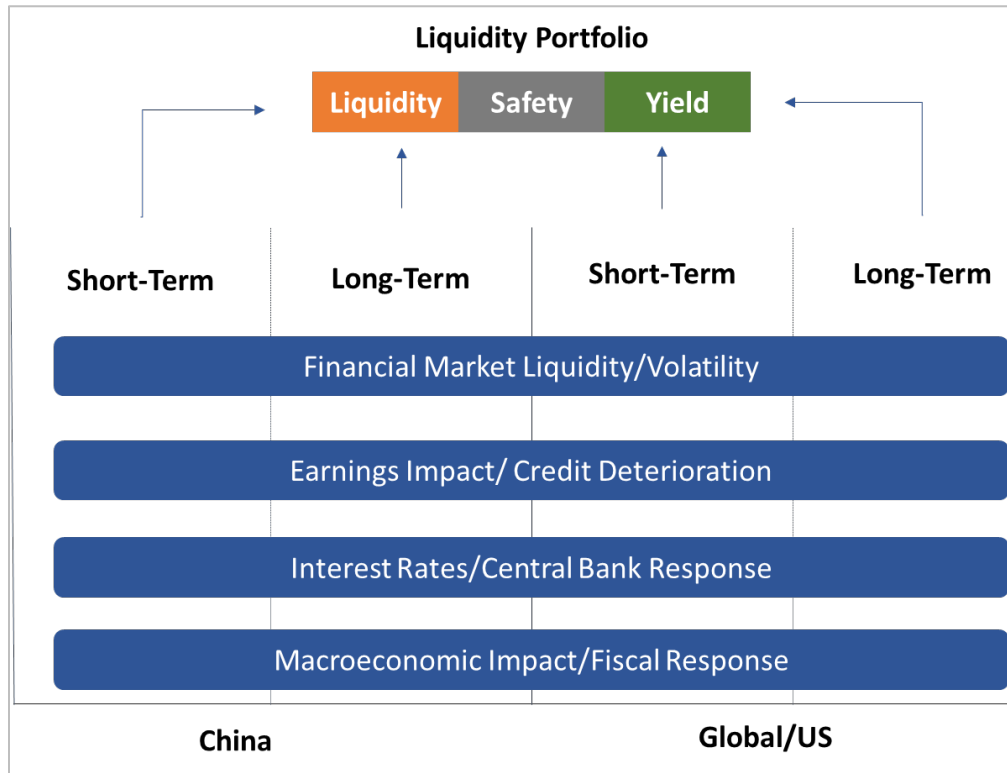 Liquidity Portfolio
Liquidity Safety Yield
Short-Term Long-Term Short-Term Long-Term
Financial Market Liquidity/Volatility
Earnings Impact/ Credit Deterioration
Interest Rates/Central Bank Response
Macroeconomic Impact/Fiscal Response
China Global/US